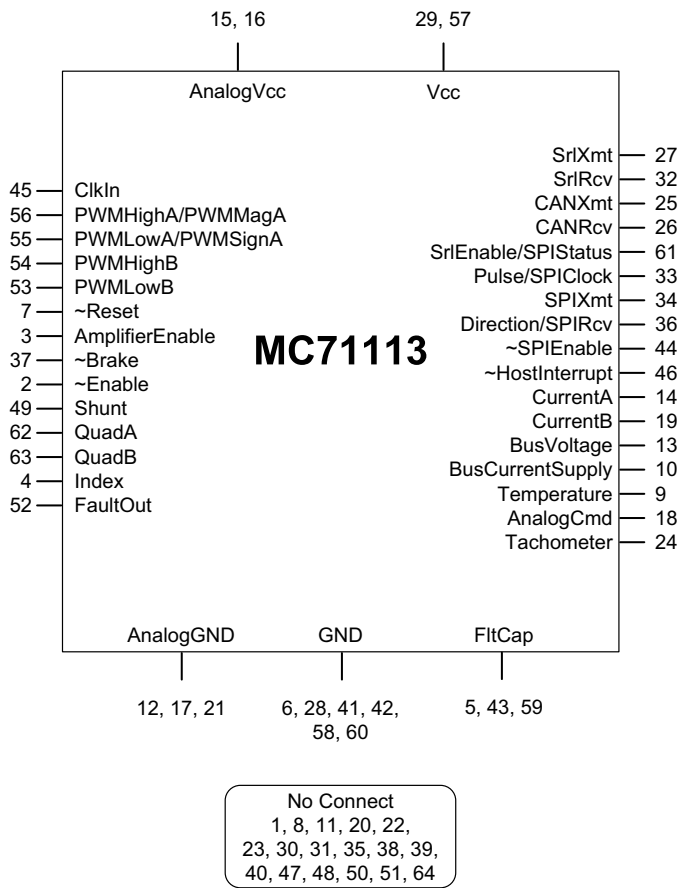 15, 16
29, 57
AnalogVcc
Vcc
45 ClkIn
56 PWMHighA/PWMMagA
55 PWMLowA/PWMSignA
54 PWMHighB
53 PWMLowB
7 ~Reset
3 AmplifierEnable
37 ~Brake
2 ~Enable
49 Shunt
62 QuadA
63 QuadB
4 Index
52 FaultOut
MC71113
SrlXmt 27
SrlRcv 32
CANXmt 25
CANRcv 26
SrlEnable/SPIStatus 61
Pulse/SPIClock 33
SPIXmt 34
Direction/SPIRcv 36
~SPIEnable 44
~HostInterrupt 46
CurrentA 14
CurrentB 19
BusVoltage 13
BusCurrentSupply 10
Temperature 9
AnalogCmd 18
Tachometer 24
AnalogGND
GND
FltCap
12, 17, 21
6, 28, 41, 42,
58, 60
5, 43, 59
No Connect
1, 8, 11, 20, 22,
23, 30, 31, 35, 38, 39,
40, 47, 48, 50, 51, 64